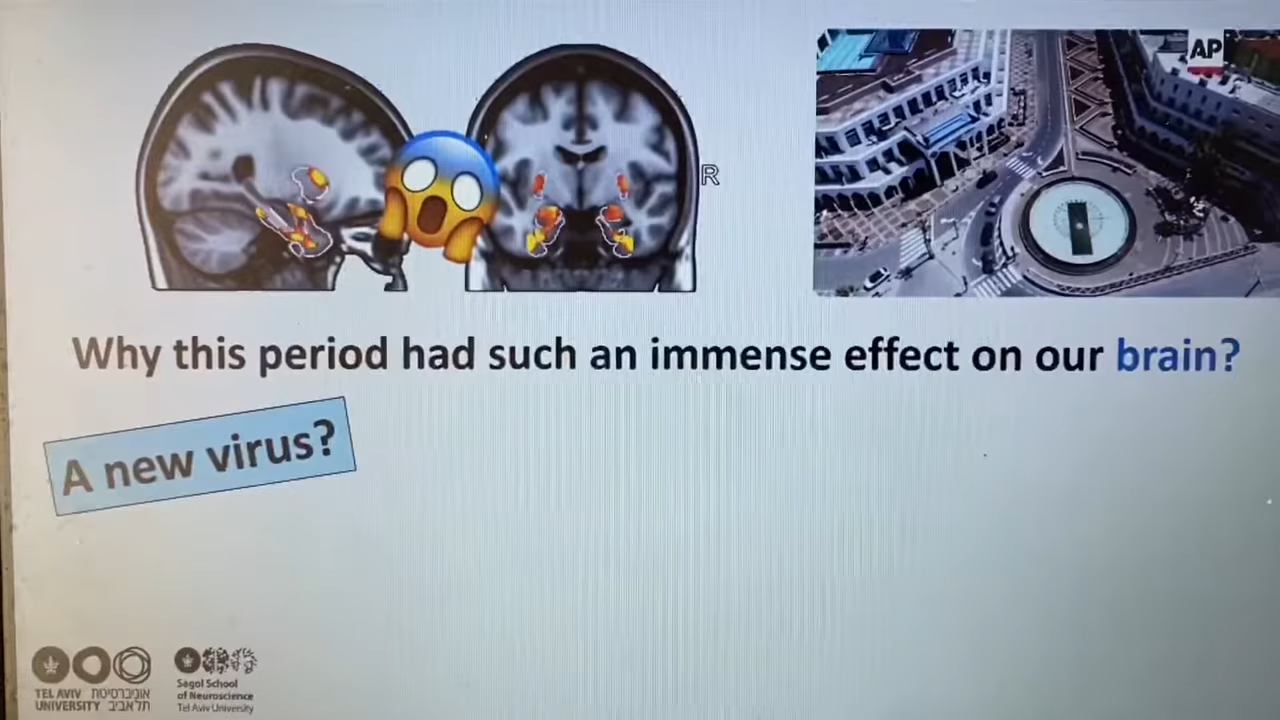 AP
R
Why this period had such an immense effect on our brain?
A new virus?
TEL AVIV אוניברסיטת
UNIVERSITY תל אביב
Sagol School
of Neuroscience
Tel Aviv University